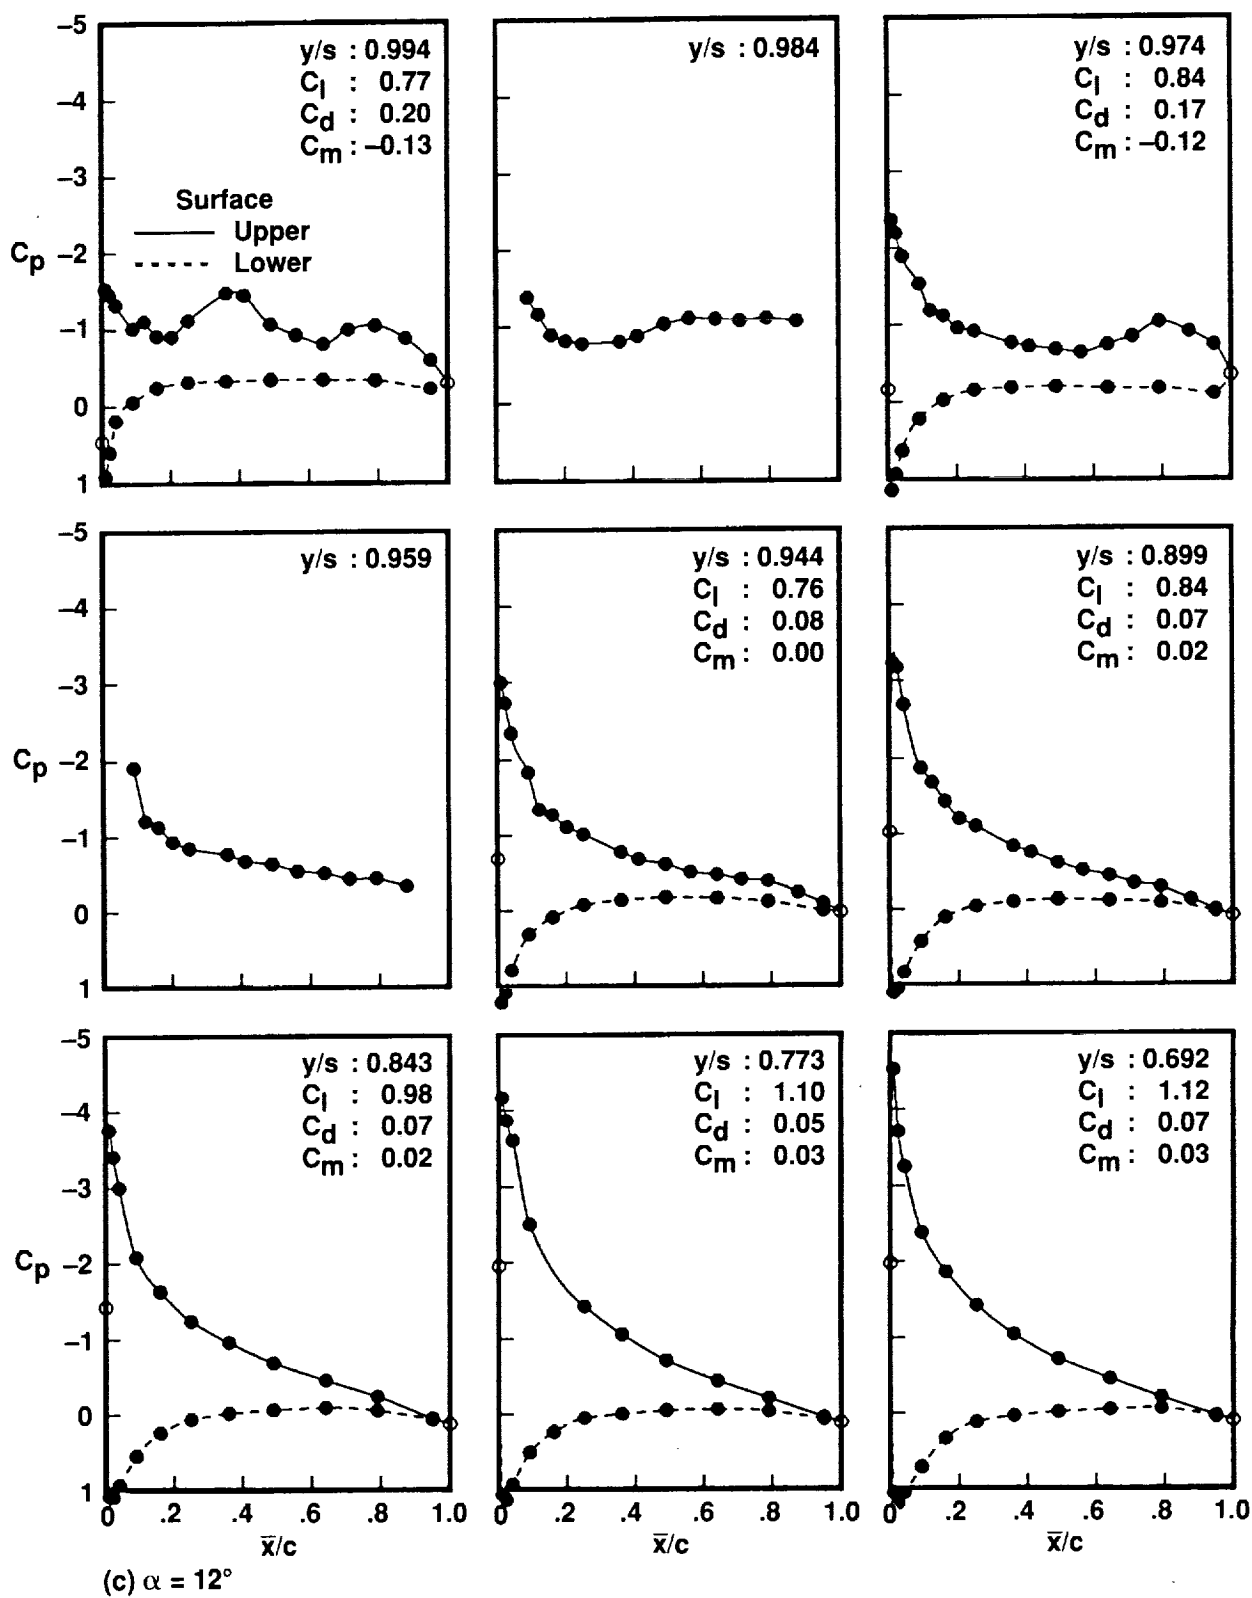 −5
−4
−3
−2
−1
0
1
Cp
y/s : 0.994
Cl : 0.77
Cd : 0.20
Cm : −0.13
Surface
Upper
Lower
y/s : 0.984
y/s : 0.974
Cl : 0.84
Cd : 0.17
Cm : −0.12
−5
−4
−3
−2
−1
0
1
Cp
y/s : 0.959
y/s : 0.944
Cl : 0.76
Cd : 0.08
Cm : 0.00
y/s : 0.899
Cl : 0.84
Cd : 0.07
Cm : 0.02
−5
−4
−3
−2
−1
0
1
Cp
y/s : 0.843
Cl : 0.98
Cd : 0.07
Cm : 0.02
y/s : 0.773
Cl : 1.10
Cd : 0.05
Cm : 0.03
y/s : 0.692
Cl : 1.12
Cd : 0.07
Cm : 0.03
0 .2 .4 .6 .8 1.0
0 .2 .4 .6 .8 1.0
0 .2 .4 .6 .8 1.0
x̅/c
x̅/c
x̅/c
(c) α = 12°